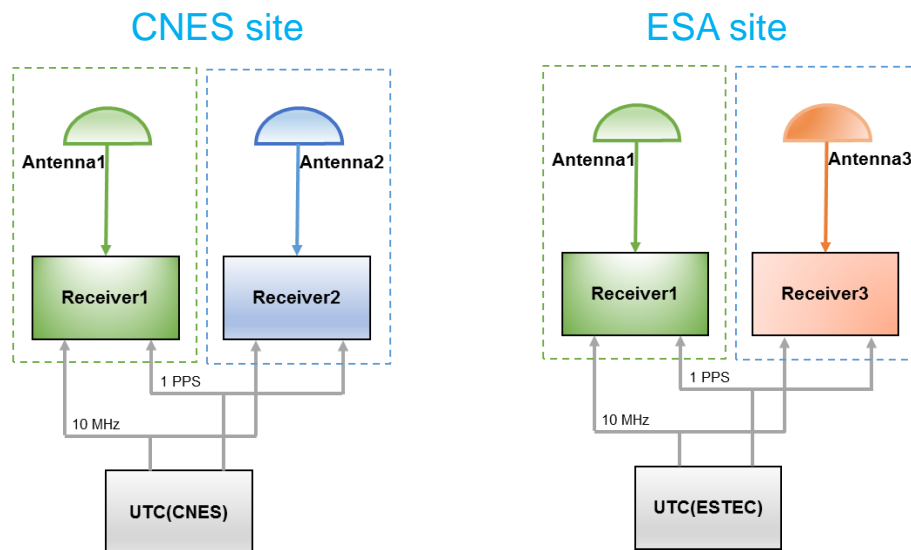 CNES site
ESA site
Antenna1
Antenna2
Antenna1
Antenna3
Receiver1
Receiver2
Receiver1
Receiver3
1 PPS
1 PPS
10 MHz
10 MHz
UTC(CNES)
UTC(ESTEC)